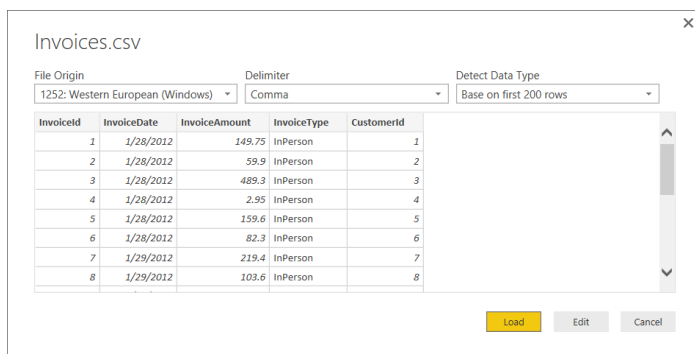 Invoices.csv
File Origin Delimiter Detect Data Type
1252: Western European (Windows) Comma Base on first 200 rows
InvoiceId InvoiceDate InvoiceAmount InvoiceType CustomerId
1 1/28/2012 149.75 InPerson 1
2 1/28/2012 59.9 InPerson 2
3 1/28/2012 489.3 InPerson 3
4 1/28/2012 2.95 InPerson 4
5 1/28/2012 159.6 InPerson 5
6 1/28/2012 82.3 InPerson 6
7 1/29/2012 219.4 InPerson 7
8 1/29/2012 103.6 InPerson 8
Load Edit Cancel